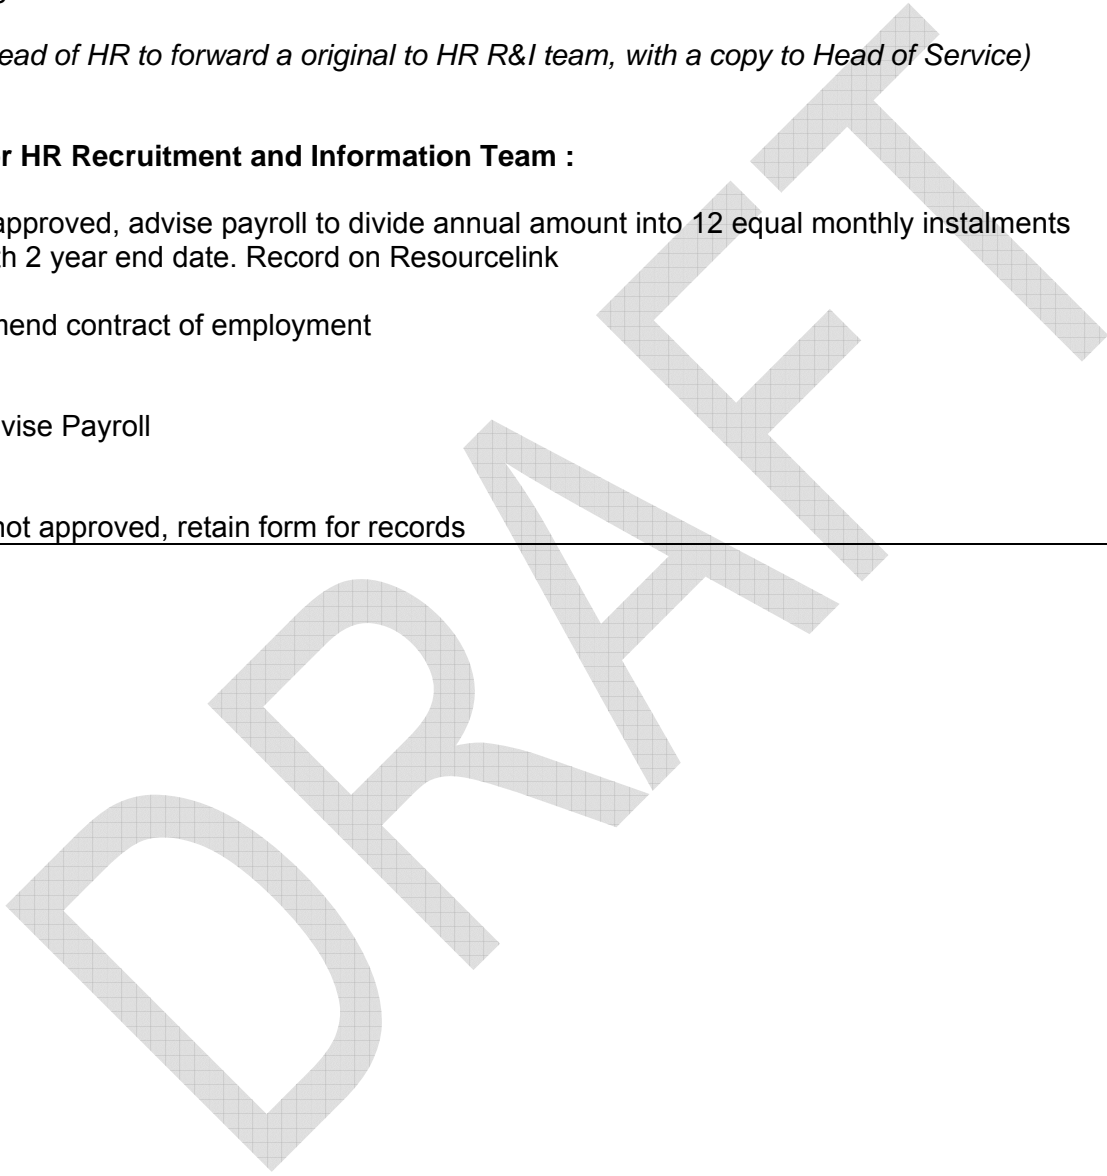 ead of HR to forward a original to HR R&I team, with a copy to Head of Service)
r HR Recruitment and Information Team :
approved, advise payroll to divide annual amount into 12 equal monthly instalments
th 2 year end date. Record on Resourcelink
mend contract of employment
vise Payroll
not approved, retain form for records
DRAFT